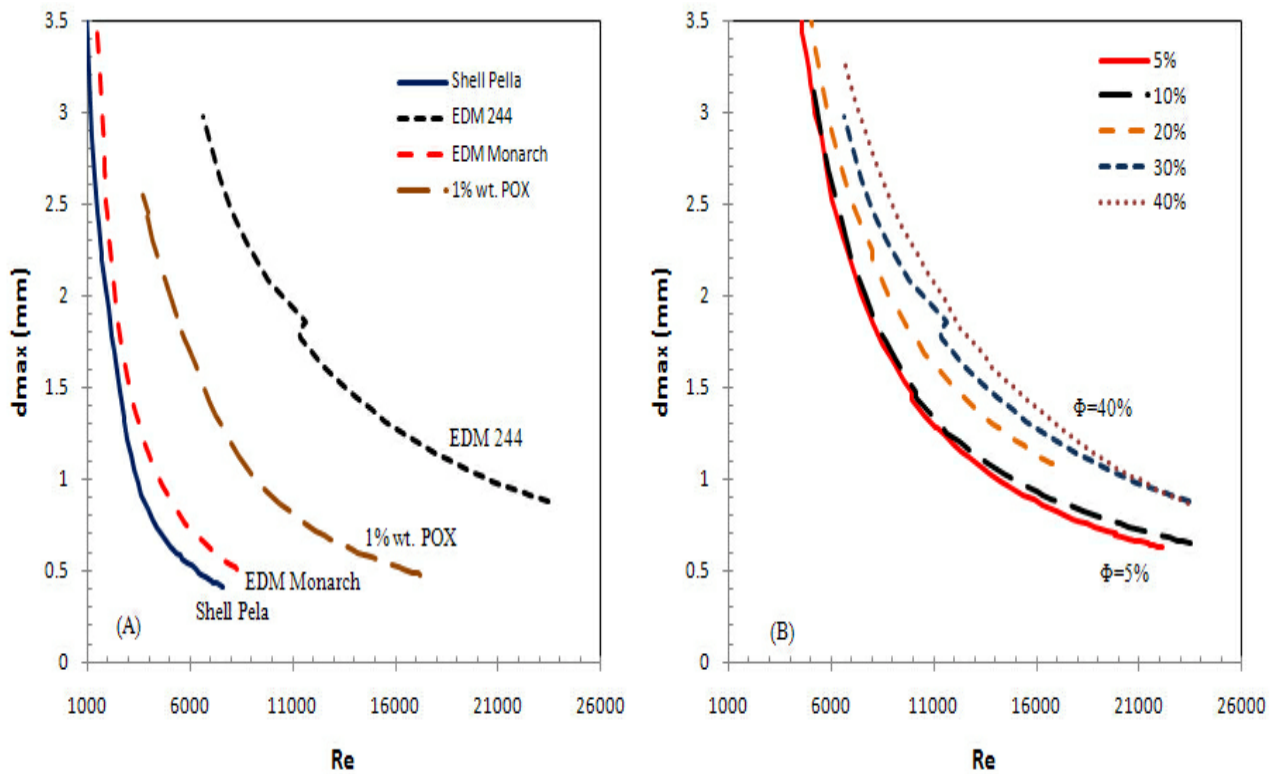 3.5
3
2.5
2
1.5
1
0.5
0
dmax (mm)
Shell Pella
EDM 244
EDM Monarch
1% wt. POX
EDM 244
1% wt. POX
EDM Monarch
Shell Pela
(A)
1000 6000 11000 16000 21000 26000
Re
3.5
3
2.5
2
1.5
1
0.5
0
dmax (mm)
5%
10%
20%
30%
40%
Φ=40%
Φ=5%
(B)
1000 6000 11000 16000 21000 26000
Re